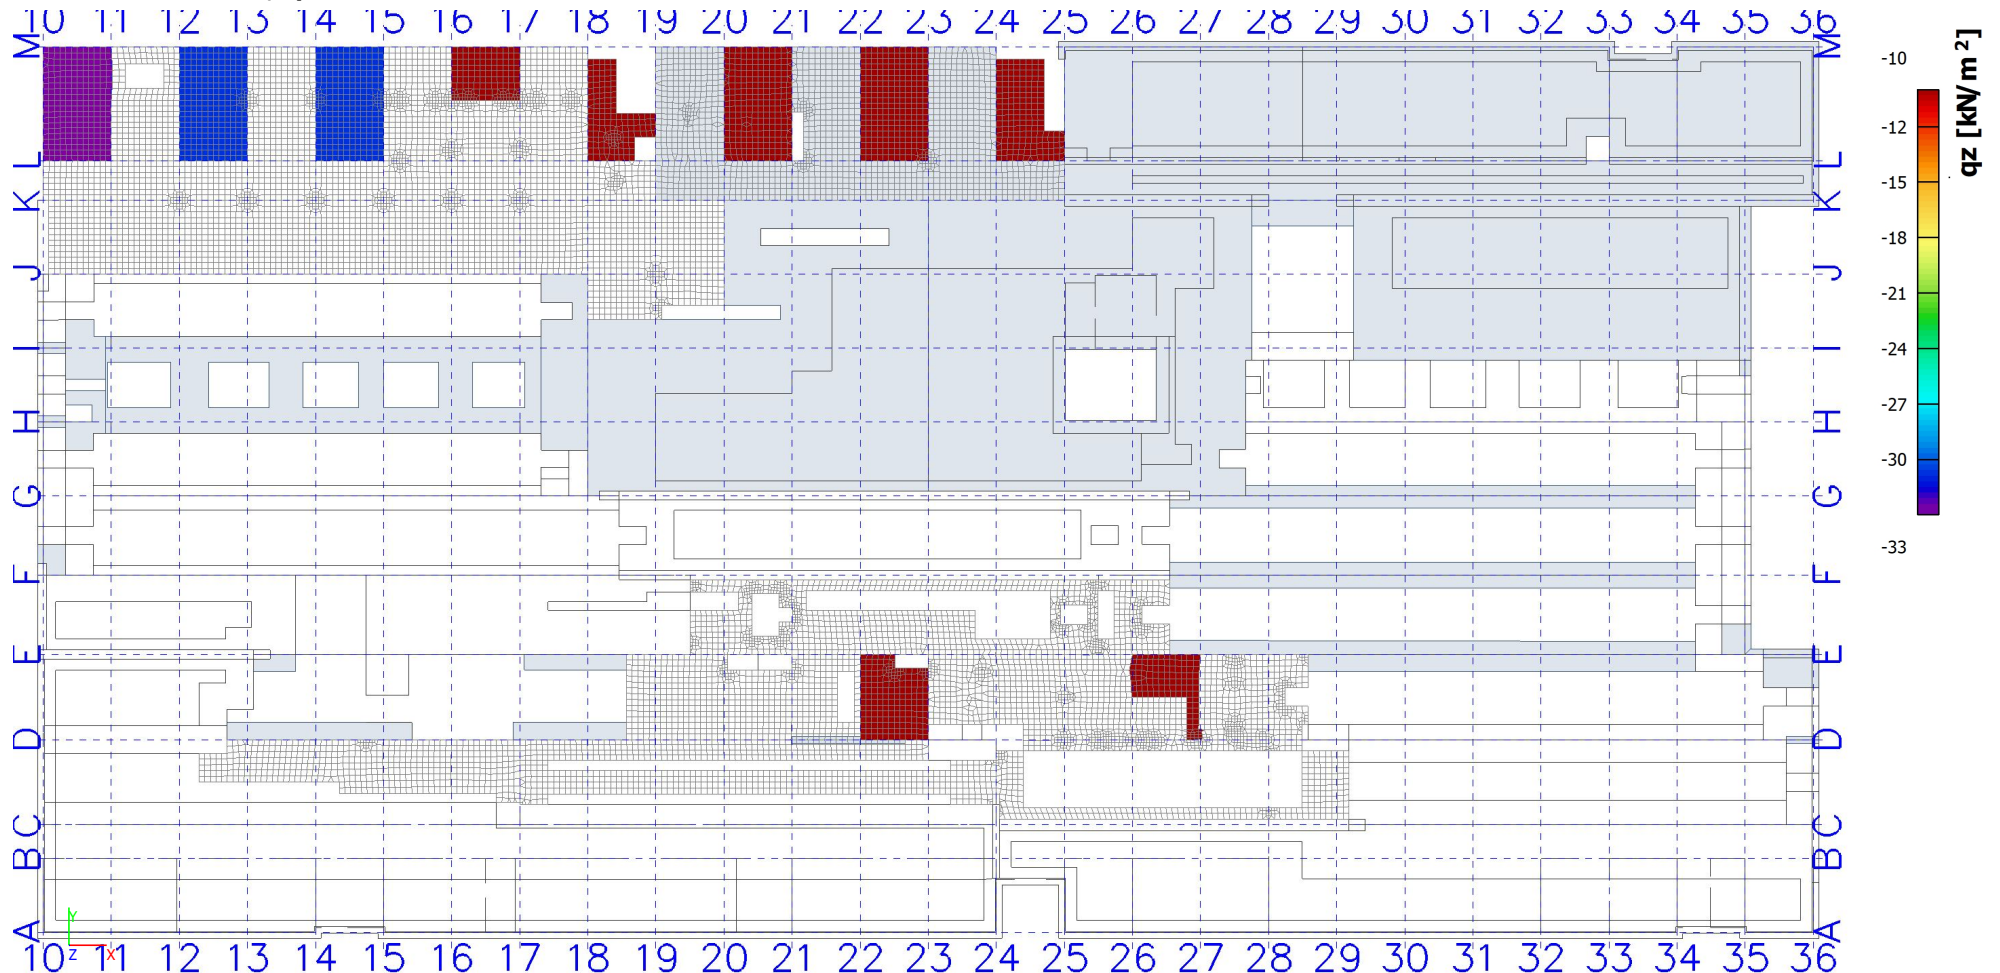 10 11 12 13 14 15 16 17 18 19 20 21 22 23 24 25 26 27 28 29 30 31 32 33 34 35 36
M M
L L
K K
J J
I I
H H
G G
F F
E E
D D
C C
B B
A A
10 11 12 13 14 15 16 17 18 19 20 21 22 23 24 25 26 27 28 29 30 31 32 33 34 35 36
Y
Z X
qz [kN/m²]
-10
-12
-15
-18
-21
-24
-27
-30
-33